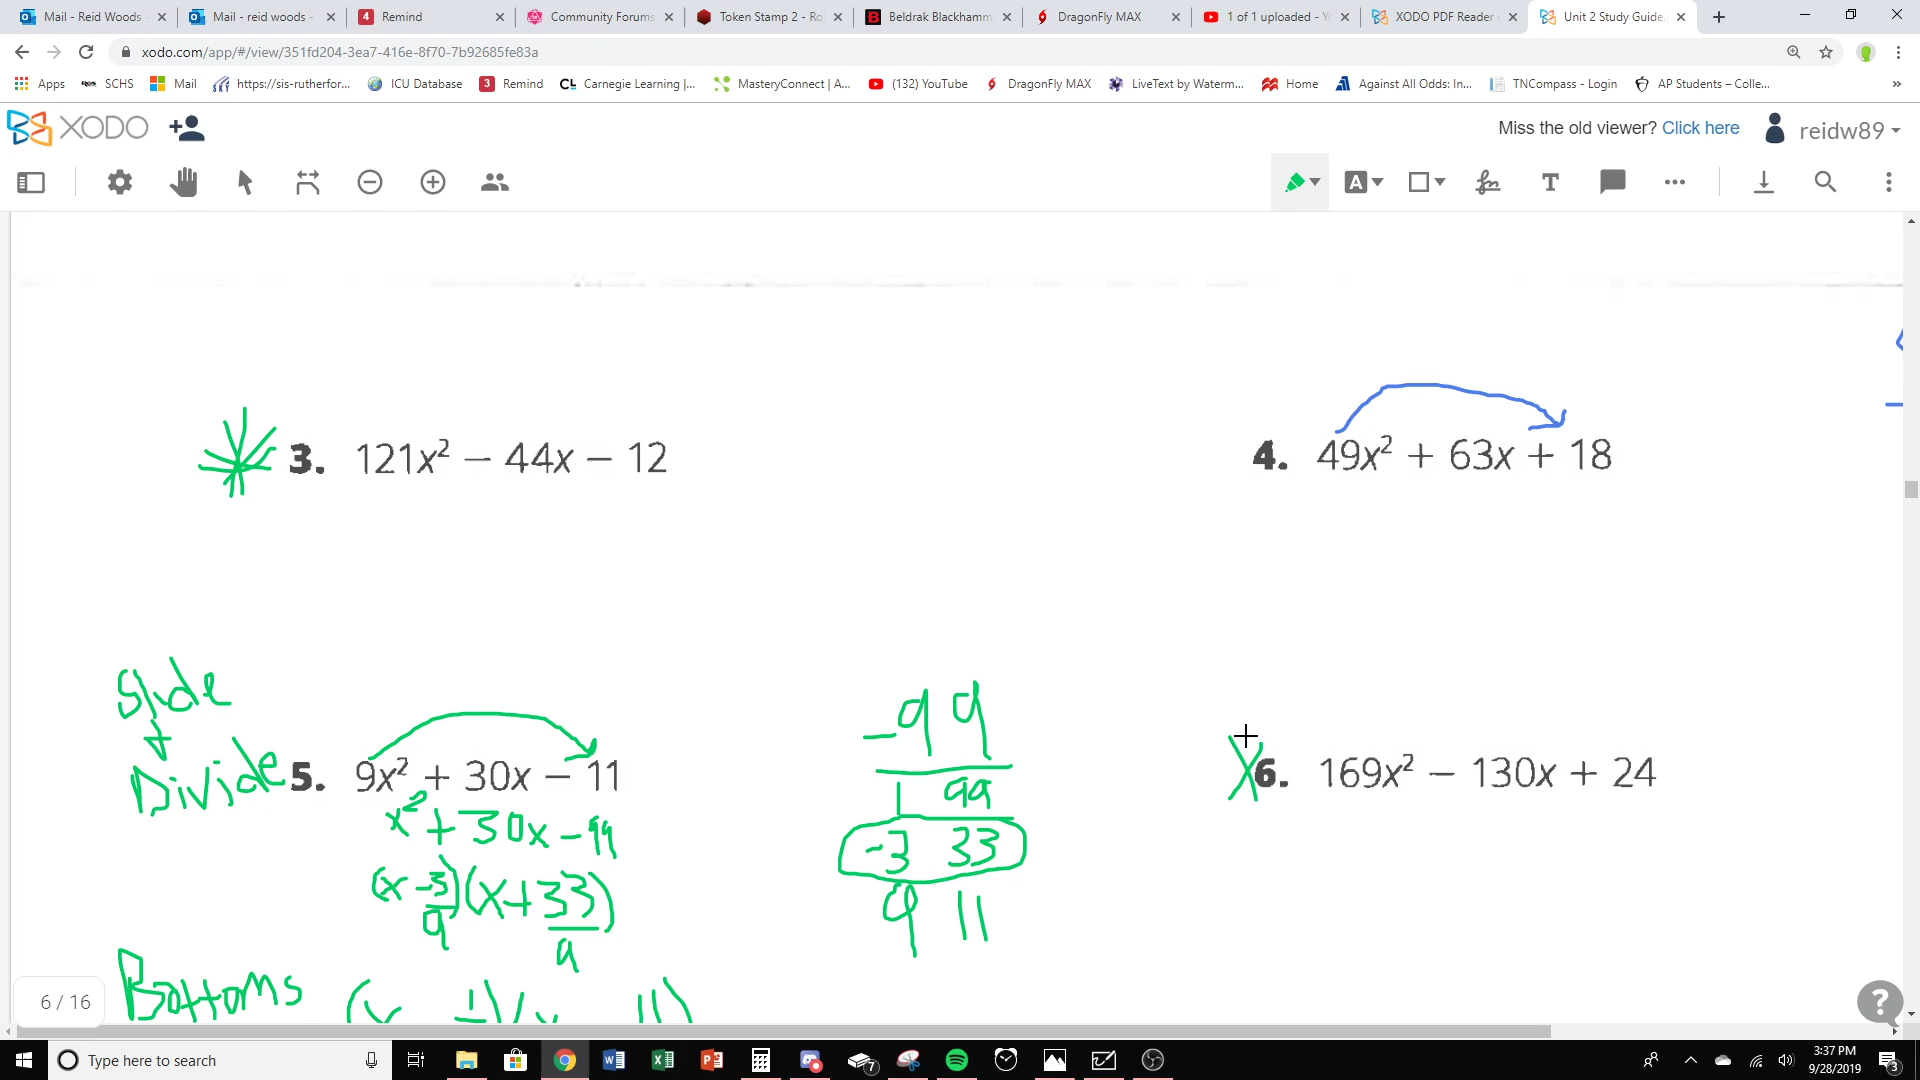 Mail - Reid Woods
Mail - reid woods -
Remind
Community Forums
Token Stamp 2 - Ro
Beldrak Blackhamm
DragonFly MAX
1 of 1 uploaded - Y
XODO PDF Reader
Unit 2 Study Guide
xodo.com/app/#/view/351fd204-3ea7-416e-8f70-7b92685fe83a
Apps
SCHS
Mail
https://sis-rutherfor...
ICU Database
3 Remind
CL Carnegie Learning |...
MasteryConnect | A...
(132) YouTube
DragonFly MAX
LiveText by Waterm...
Home
Against All Odds: In...
TNCompass - Login
AP Students – Colle...
»
XODO
Miss the old viewer? Click here
reidw89
3. 121x² − 44x − 12
4. 49x² + 63x + 18
Slide
+
Divide
5. 9x² + 30x − 11
x² + 30x − 99
(x − 3/9)(x + 33/9)
−99
1 99
-3 33
9 11
6. 169x² − 130x + 24
Bottoms
6 / 16
?
Type here to search
7
3:37 PM
9/28/2019
3